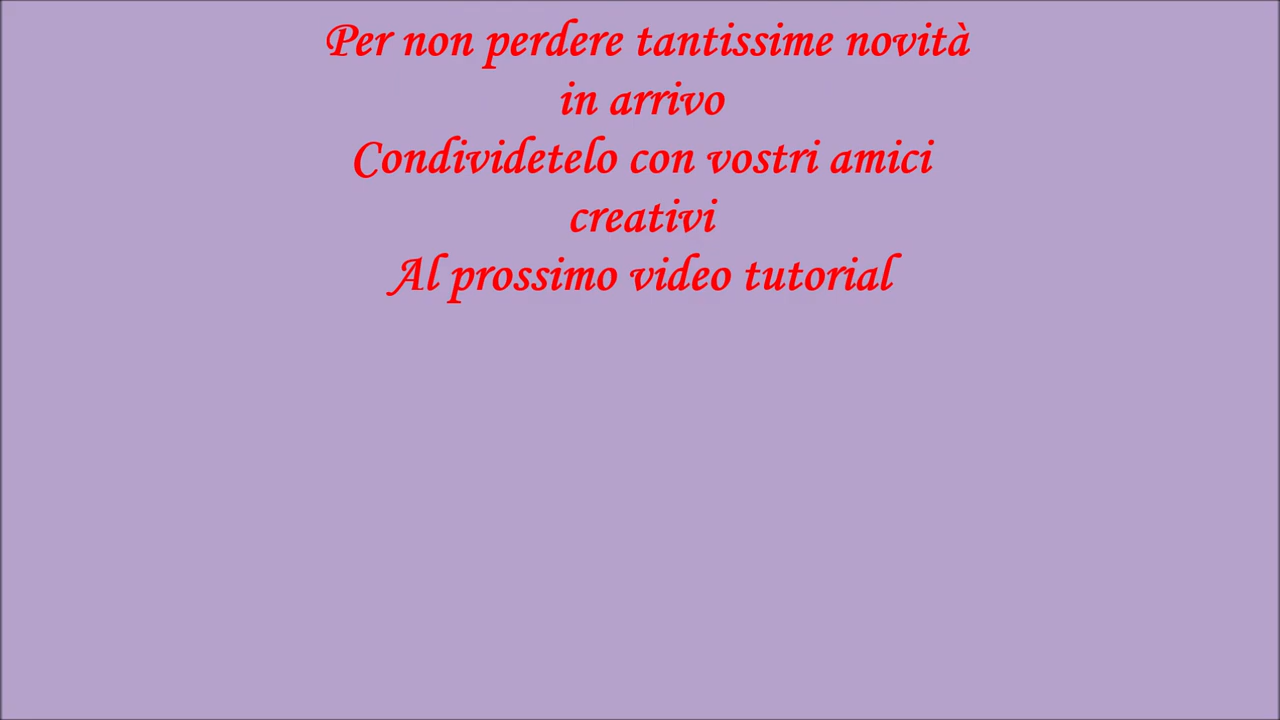 Per non perdere tantissime novità
in arrivo
Condividetelo con vostri amici
creativi
Al prossimo video tutorial